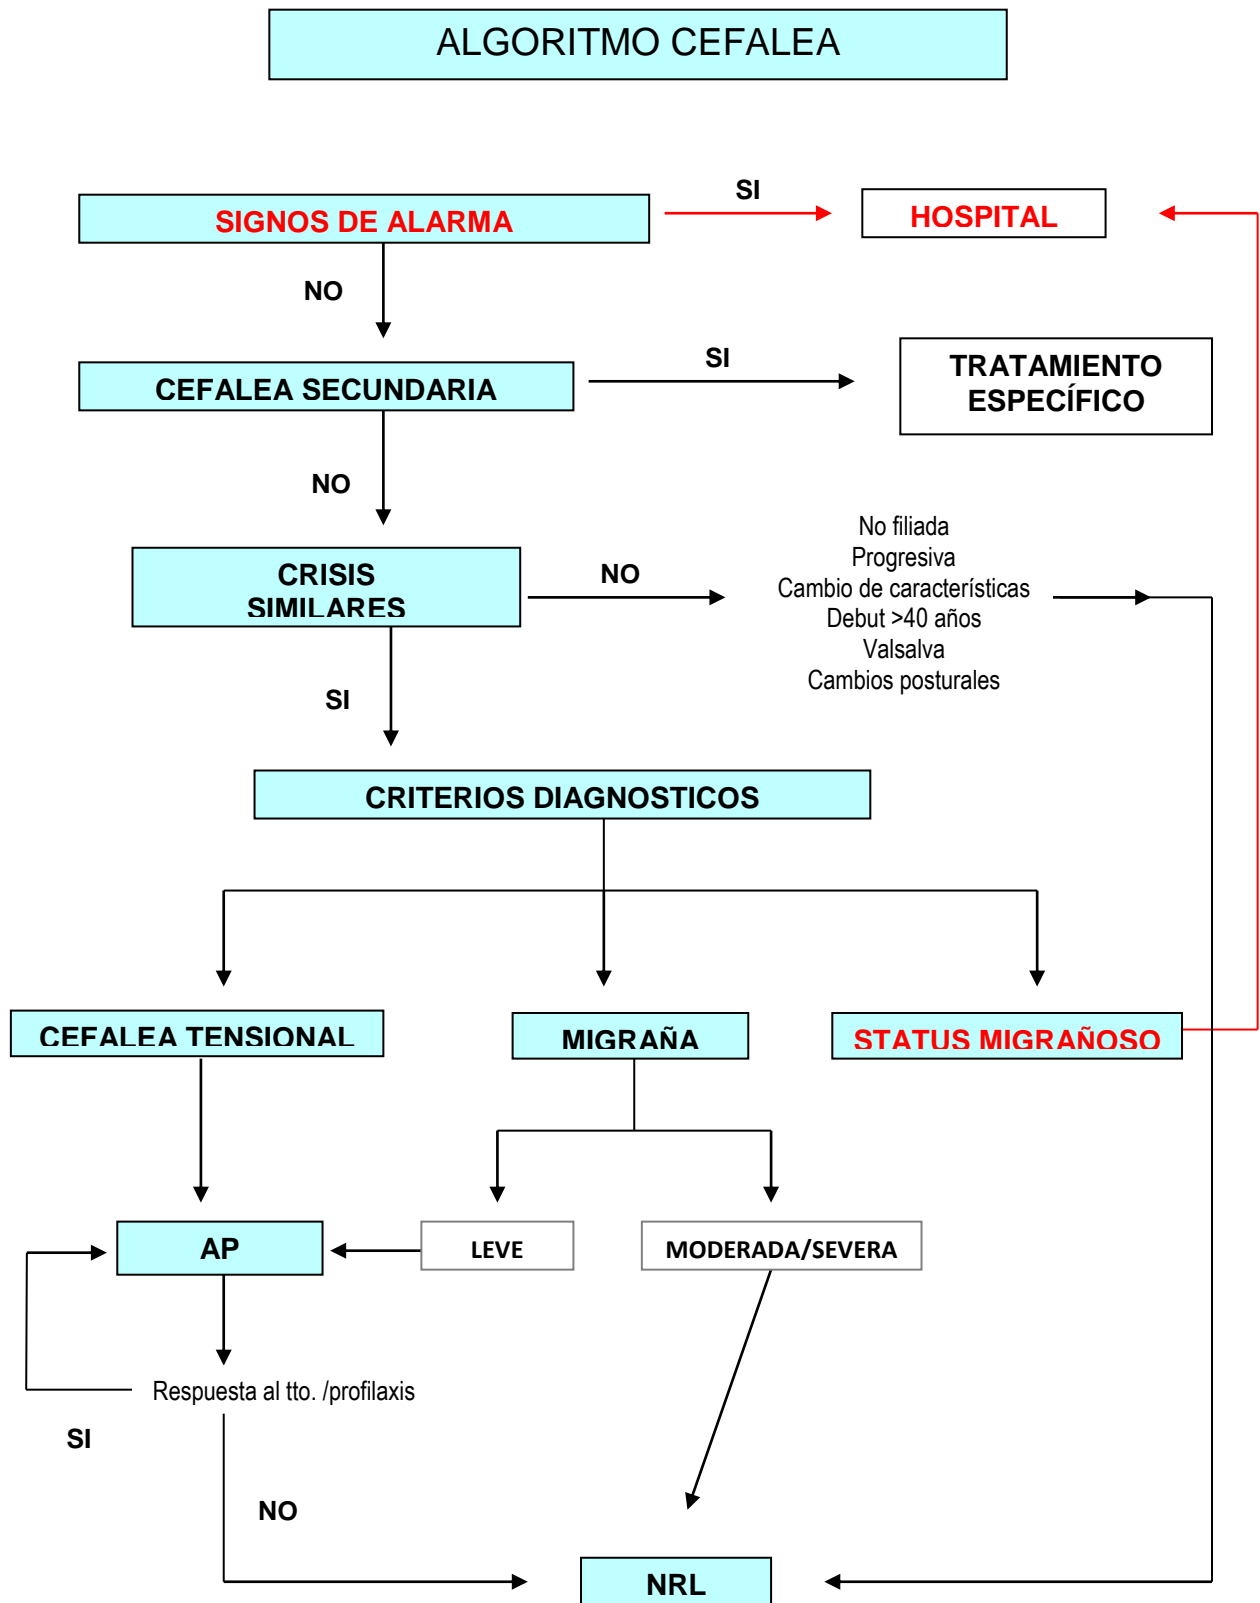 ALGORITMO CEFALEA
SI
SIGNOS DE ALARMA
HOSPITAL
NO
SI
CEFALEA SECUNDARIA
TRATAMIENTO
ESPECÍFICO
NO
No filiada
Progresiva
Cambio de características
Debut >40 años
Valsalva
Cambios posturales
CRISIS
SIMILARES
NO
SI
CRITERIOS DIAGNOSTICOS
CEFALEA TENSIONAL
MIGRAÑA
STATUS MIGRAÑOSO
AP
LEVE
MODERADA/SEVERA
Respuesta al tto. /profilaxis
SI
NO
NRL